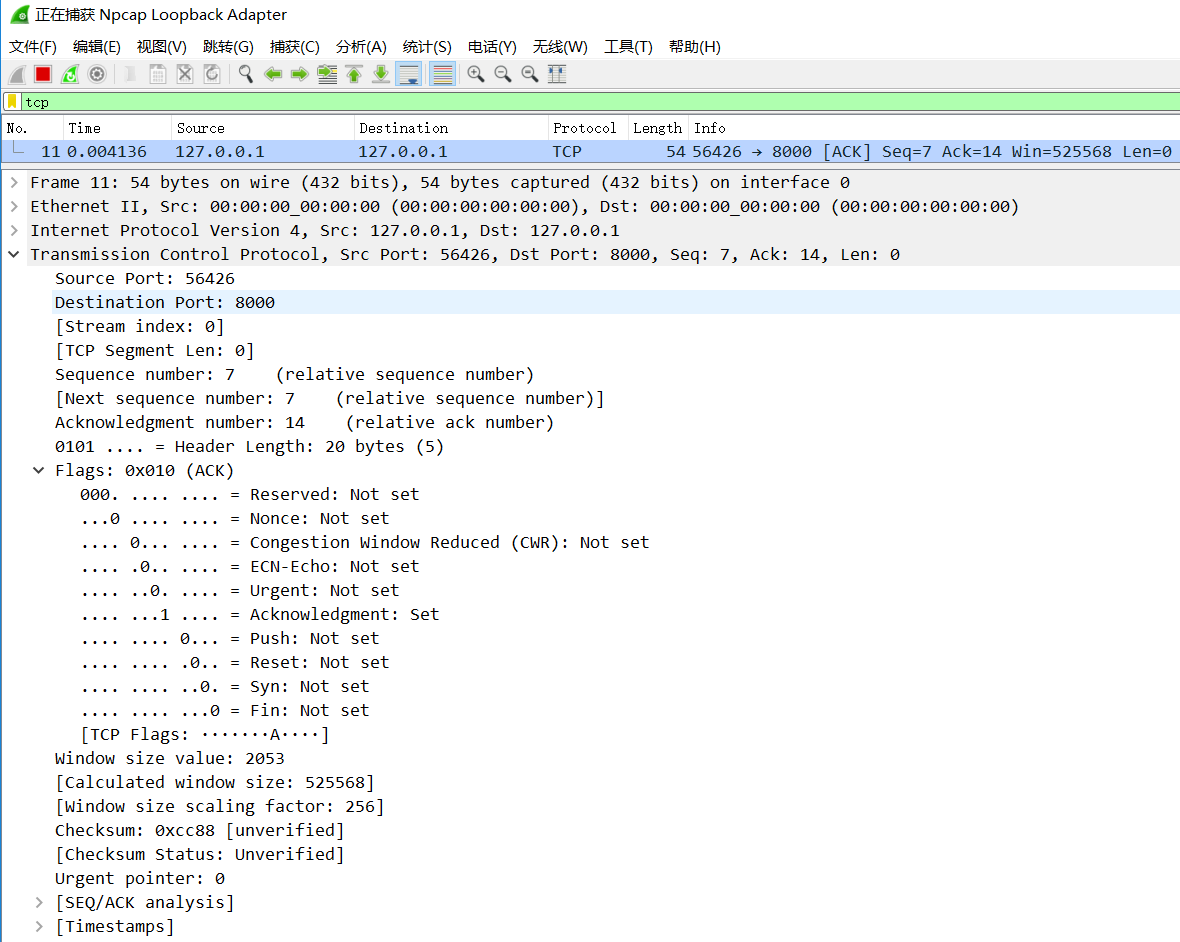 正在捕获 Npcap Loopback Adapter
文件(F) 编辑(E) 视图(V) 跳转(G) 捕获(C) 分析(A) 统计(S) 电话(Y) 无线(W) 工具(T) 帮助(H)
tcp
No. Time Source Destination Protocol Length Info
11 0.004136 127.0.0.1 127.0.0.1 TCP 54 56426 → 8000 [ACK] Seq=7 Ack=14 Win=525568 Len=0
Frame 11: 54 bytes on wire (432 bits), 54 bytes captured (432 bits) on interface 0
Ethernet II, Src: 00:00:00_00:00:00 (00:00:00:00:00:00), Dst: 00:00:00_00:00:00 (00:00:00:00:00:00)
Internet Protocol Version 4, Src: 127.0.0.1, Dst: 127.0.0.1
Transmission Control Protocol, Src Port: 56426, Dst Port: 8000, Seq: 7, Ack: 14, Len: 0
Source Port: 56426
Destination Port: 8000
[Stream index: 0]
[TCP Segment Len: 0]
Sequence number: 7    (relative sequence number)
[Next sequence number: 7    (relative sequence number)]
Acknowledgment number: 14    (relative ack number)
0101 .... = Header Length: 20 bytes (5)
Flags: 0x010 (ACK)
000. .... .... = Reserved: Not set
...0 .... .... = Nonce: Not set
.... 0... .... = Congestion Window Reduced (CWR): Not set
.... .0.. .... = ECN-Echo: Not set
.... ..0. .... = Urgent: Not set
.... ...1 .... = Acknowledgment: Set
.... .... 0... = Push: Not set
.... .... .0.. = Reset: Not set
.... .... ..0. = Syn: Not set
.... .... ...0 = Fin: Not set
[TCP Flags: ·······A····]
Window size value: 2053
[Calculated window size: 525568]
[Window size scaling factor: 256]
Checksum: 0xcc88 [unverified]
[Checksum Status: Unverified]
Urgent pointer: 0
[SEQ/ACK analysis]
[Timestamps]